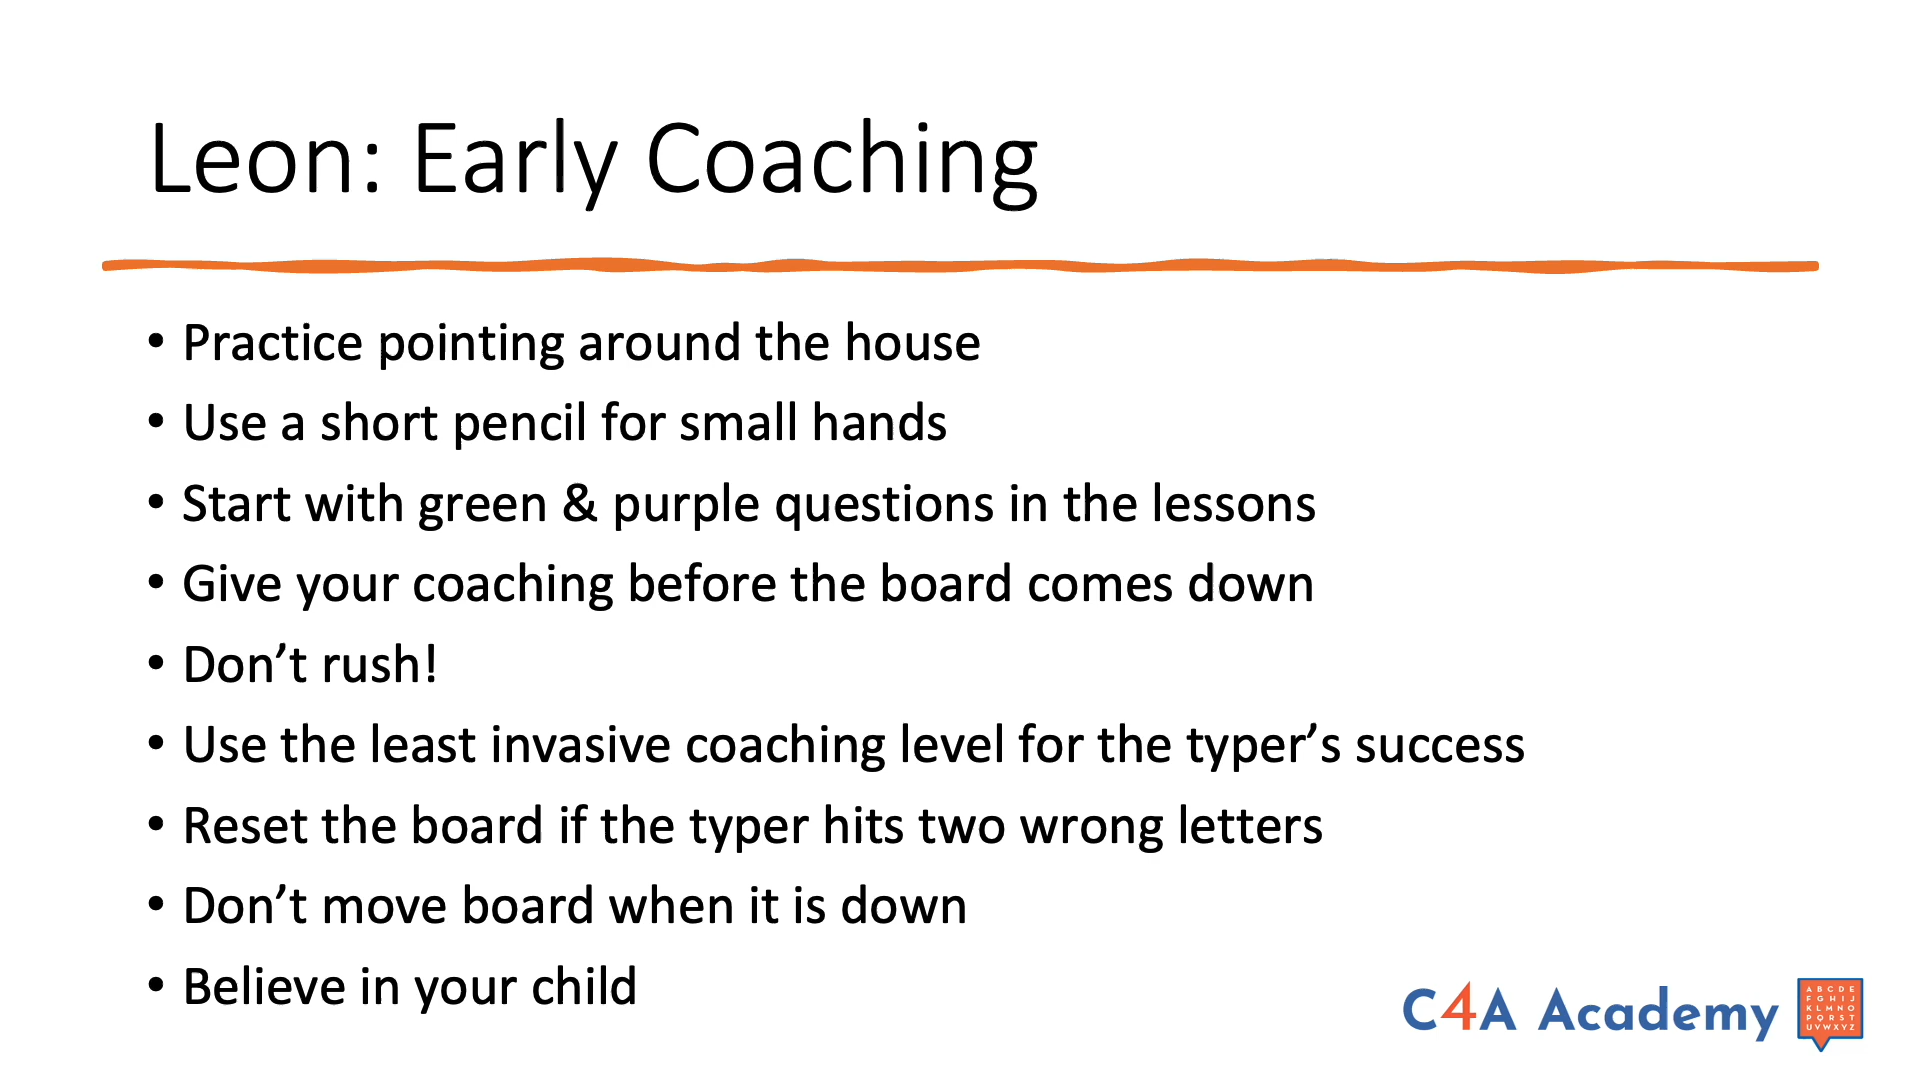 Leon: Early Coaching
• Practice pointing around the house
• Use a short pencil for small hands
• Start with green & purple questions in the lessons
• Give your coaching before the board comes down
• Don’t rush!
• Use the least invasive coaching level for the typer’s success
• Reset the board if the typer hits two wrong letters
• Don’t move board when it is down
• Believe in your child
C4A Academy
A B C D E
F G H I J
K L M N O
P Q R S T
U V W X Y Z